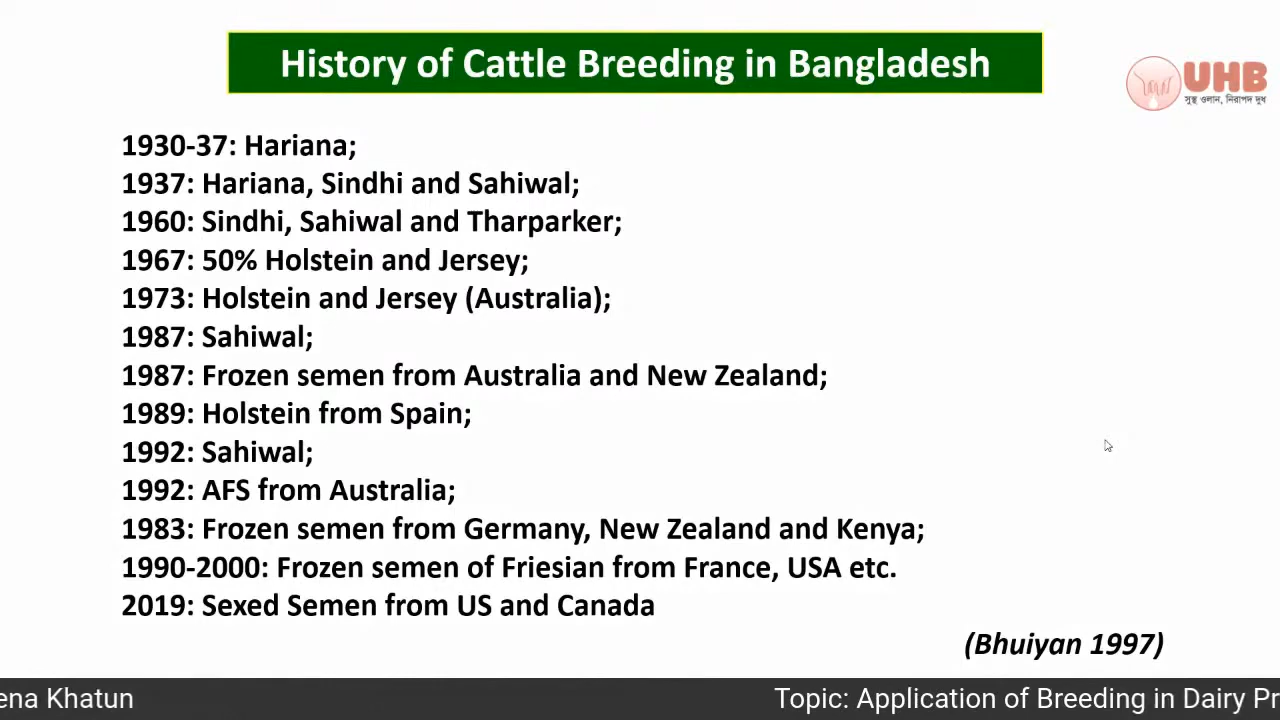 History of Cattle Breeding in Bangladesh
UHB
সুস্থ ওলান, নিরাপদ দুধ
1930-37: Hariana;
1937: Hariana, Sindhi and Sahiwal;
1960: Sindhi, Sahiwal and Tharparker;
1967: 50% Holstein and Jersey;
1973: Holstein and Jersey (Australia);
1987: Sahiwal;
1987: Frozen semen from Australia and New Zealand;
1989: Holstein from Spain;
1992: Sahiwal;
1992: AFS from Australia;
1983: Frozen semen from Germany, New Zealand and Kenya;
1990-2000: Frozen semen of Friesian from France, USA etc.
2019: Sexed Semen from US and Canada
(Bhuiyan 1997)
ena Khatun
Topic: Application of Breeding in Dairy Pr